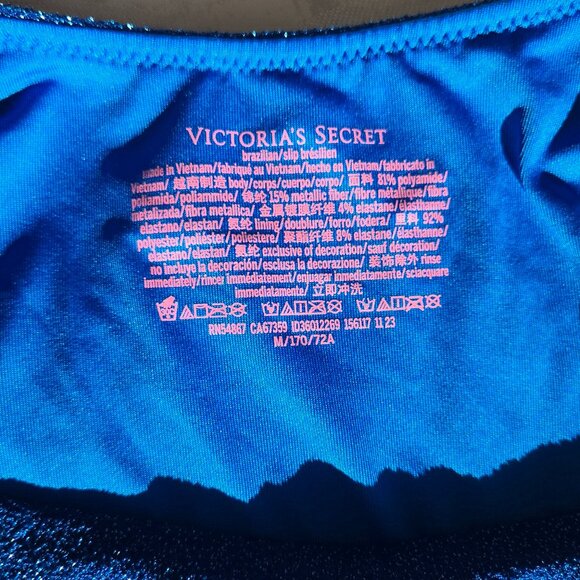 VICTORIA'S SECRET
brazilian/slip brésilien
made in Vietnam/fabriqué au Vietnam/hecho en Vietnam/fabbricato in
Vietnam/ 越南制造 body/corps/cuerpo/corpo/ 面料 81% polyamide/
poliamida/poliammide/ 锦纶 15% metallic fiber/fibre métallique/fibra
metalizada/fibra metallica/ 金属镀膜纤维 4% elastane/élasthanne/
elastano/elastan/ 氨纶 lining/doublure/forro/fodera/ 里料 92%
polyester/poliéster/poliestere/ 聚酯纤维 8% elastane/élasthanne/
elastano/elastan/ 氨纶 exclusive of decoration/sauf décoration/
no incluye la decoración/esclusa la decorazione/ 装饰除外 rinse
immediately/rincer immédiatement/enjuagar inmediatamente/sciacquare
immediatamente/ 立即冲洗
RN54867 CA67359 ID36012269 156117 11 23
M/170/72A